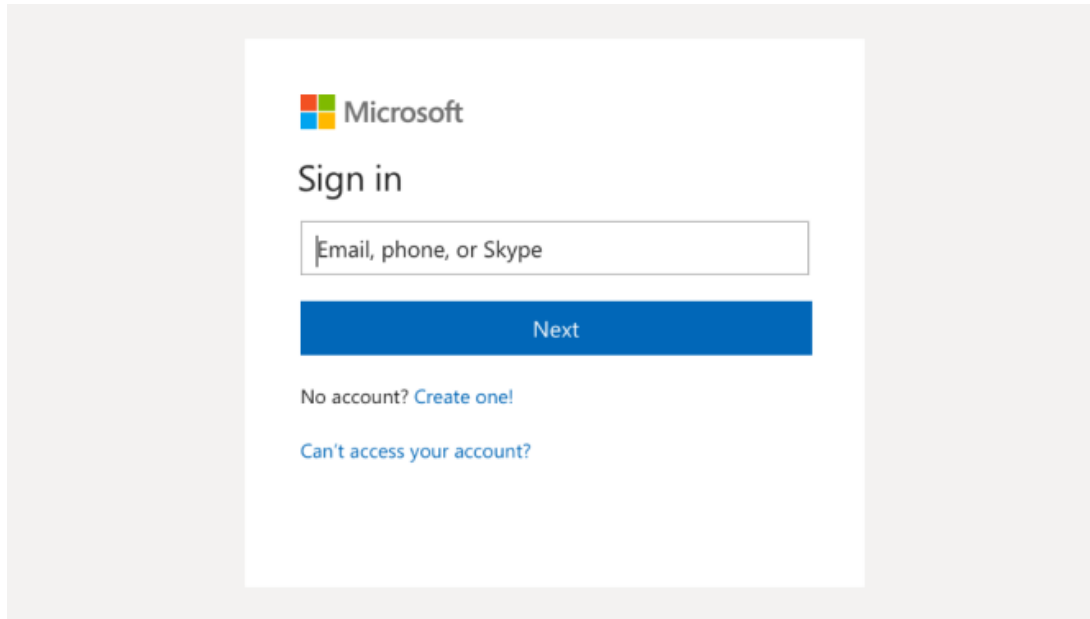 Microsoft
Sign in
Email, phone, or Skype
Next
No account? Create one!
Can't access your account?